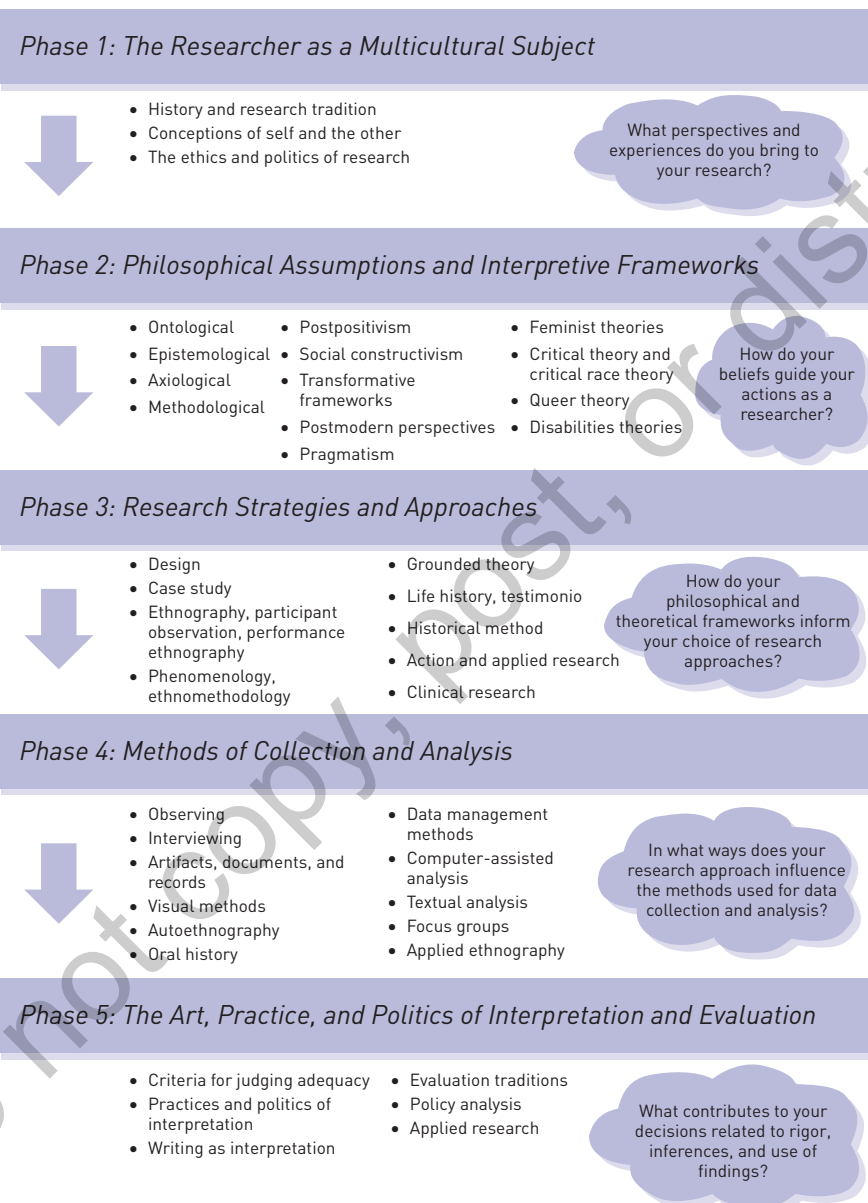 Phase 1: The Researcher as a Multicultural Subject
• History and research tradition
• Conceptions of self and the other
• The ethics and politics of research
What perspectives and
experiences do you bring to
your research?
Phase 2: Philosophical Assumptions and Interpretive Frameworks
• Ontological
• Epistemological
• Axiological
• Methodological
• Postpositivism
• Social constructivism
• Transformative
frameworks
• Postmodern perspectives
• Pragmatism
• Feminist theories
• Critical theory and
critical race theory
• Queer theory
• Disabilities theories
How do your
beliefs guide your
actions as a
researcher?
Phase 3: Research Strategies and Approaches
• Design
• Case study
• Ethnography, participant
observation, performance
ethnography
• Phenomenology,
ethnomethodology
• Grounded theory
• Life history, testimonio
• Historical method
• Action and applied research
• Clinical research
How do your
philosophical and
theoretical frameworks inform
your choice of research
approaches?
Phase 4: Methods of Collection and Analysis
• Observing
• Interviewing
• Artifacts, documents, and
records
• Visual methods
• Autoethnography
• Oral history
• Data management
methods
• Computer-assisted
analysis
• Textual analysis
• Focus groups
• Applied ethnography
In what ways does your
research approach influence
the methods used for data
collection and analysis?
Phase 5: The Art, Practice, and Politics of Interpretation and Evaluation
• Criteria for judging adequacy
• Practices and politics of
interpretation
• Writing as interpretation
• Evaluation traditions
• Policy analysis
• Applied research
What contributes to your
decisions related to rigor,
inferences, and use of
findings?
not copy, post, or